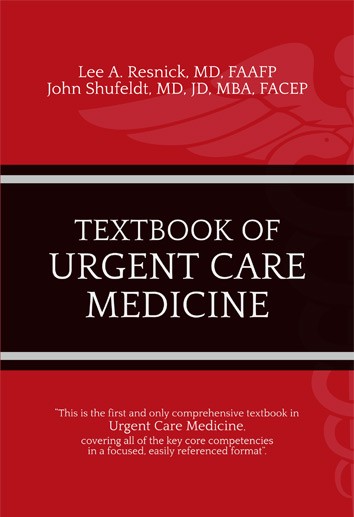 Lee A. Resnick, MD, FAAFP
John Shufeldt, MD, JD, MBA, FACEP
TEXTBOOK OF
URGENT CARE
MEDICINE
"This is the first and only comprehensive textbook in
Urgent Care Medicine,
covering all of the key core competencies
in a focused, easily referenced format".